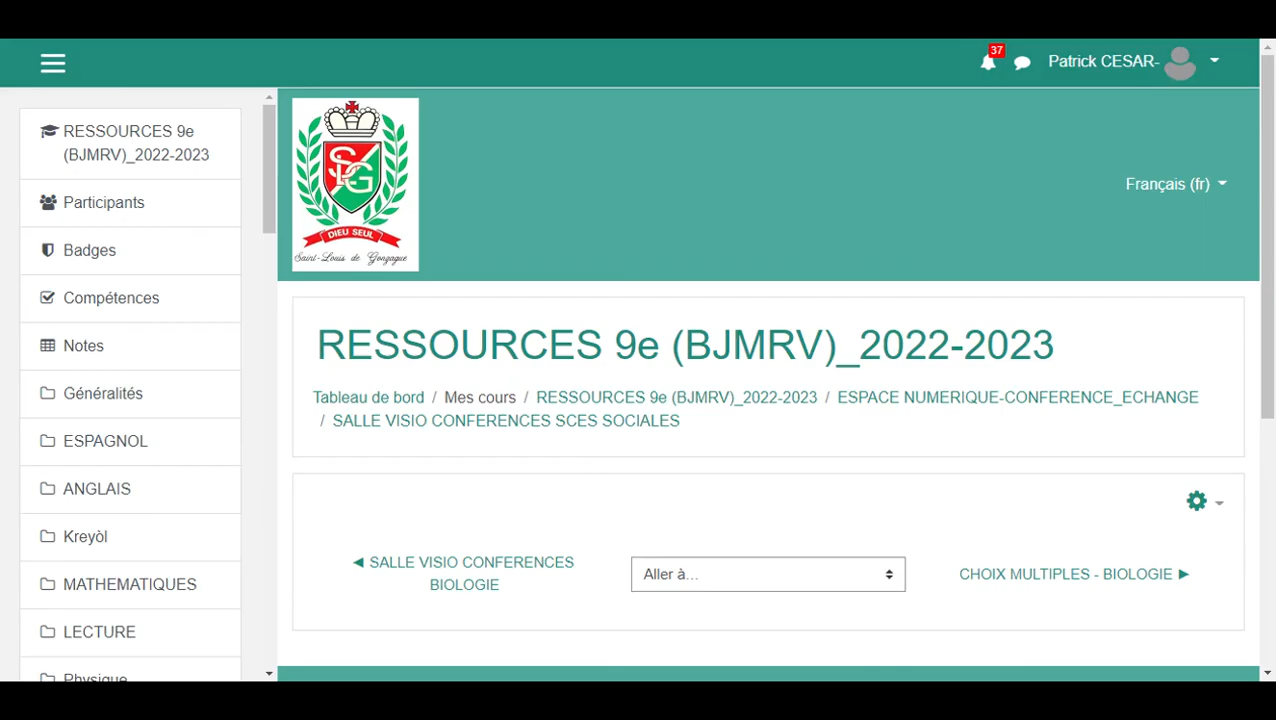 37
Patrick CESAR-
RESSOURCES 9e
(BJMRV)_2022-2023
Participants
Badges
Compétences
Notes
Généralités
ESPAGNOL
ANGLAIS
Kreyòl
MATHEMATIQUES
LECTURE
Physique
SLG
DIEU SEUL
Saint-Louis de Gonzague
Français (fr)
RESSOURCES 9e (BJMRV)_2022-2023
Tableau de bord / Mes cours / RESSOURCES 9e (BJMRV)_2022-2023 / ESPACE NUMERIQUE-CONFERENCE_ECHANGE
/ SALLE VISIO CONFERENCES SCES SOCIALES
◄ SALLE VISIO CONFERENCES
BIOLOGIE
Aller à...
CHOIX MULTIPLES - BIOLOGIE ►